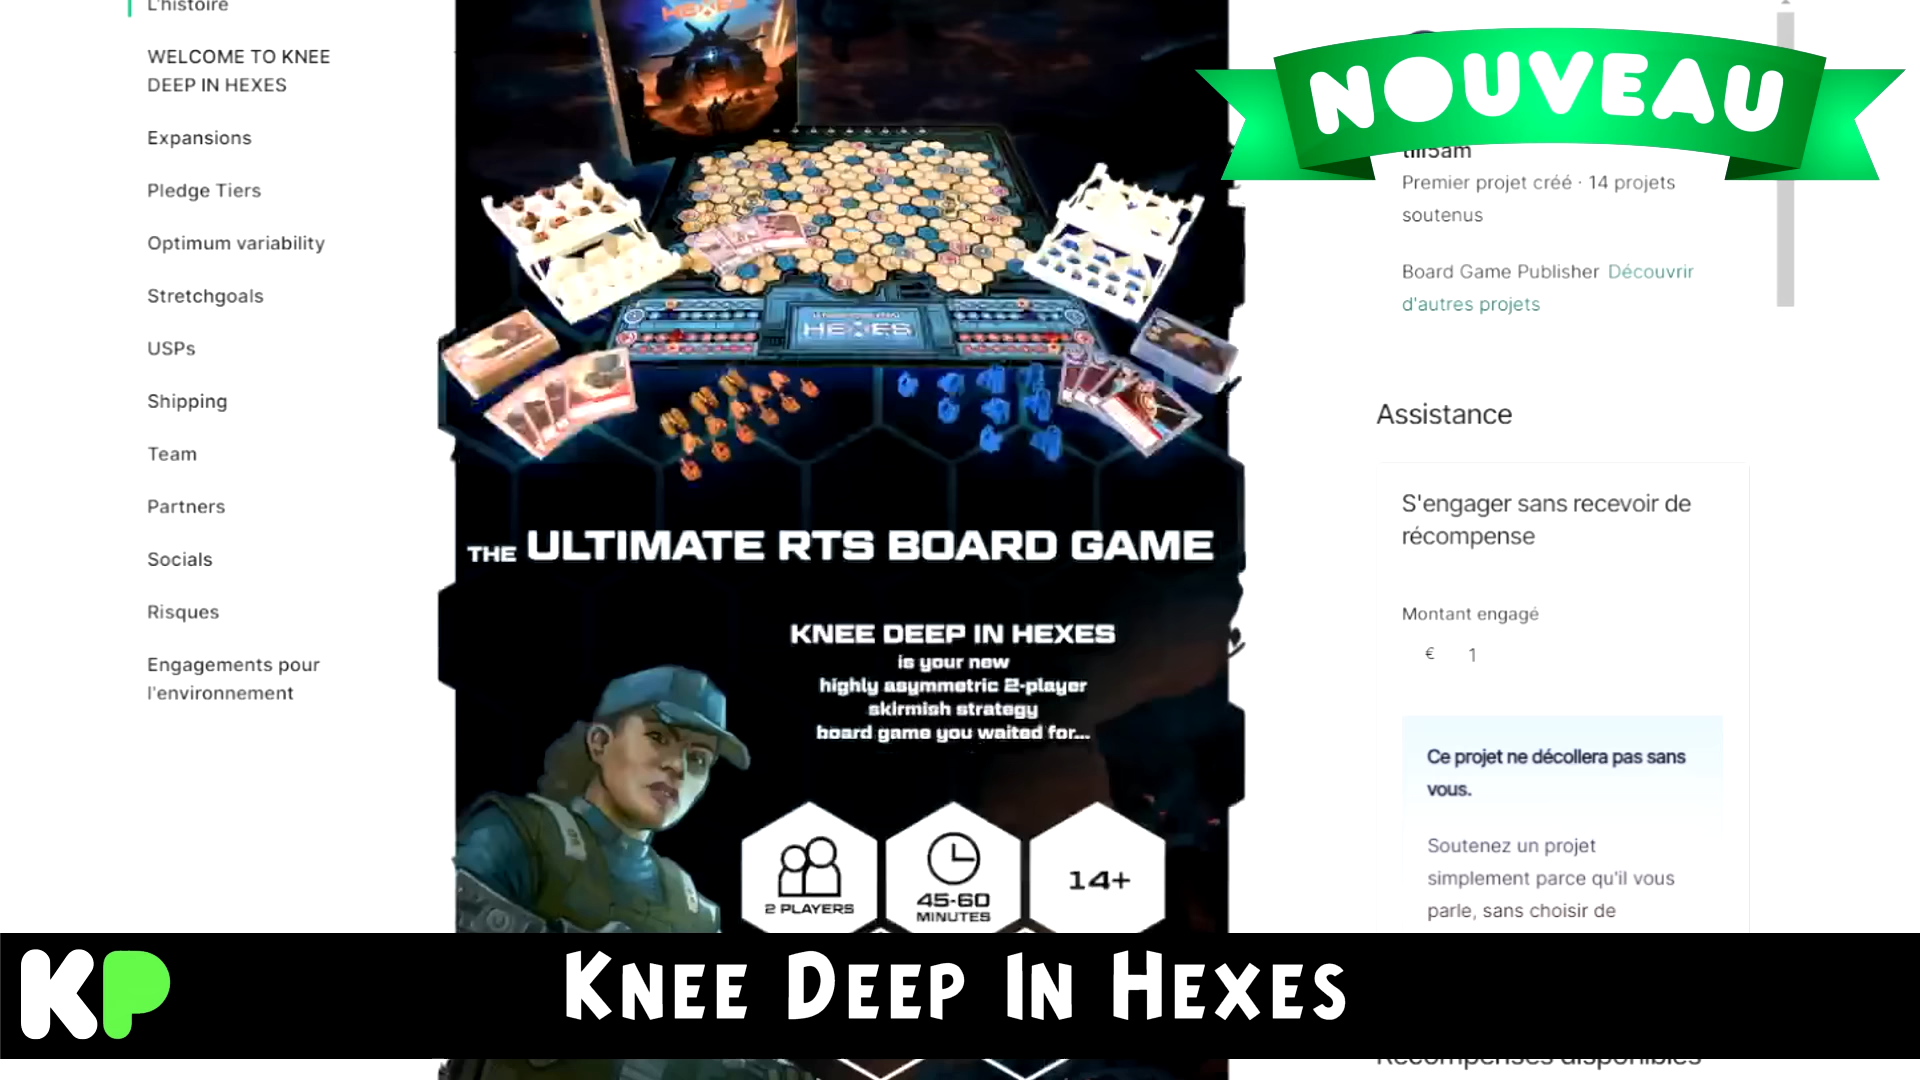 L'histoire
WELCOME TO KNEE
DEEP IN HEXES
Expansions
Pledge Tiers
Optimum variability
Stretchgoals
USPs
Shipping
Team
Partners
Socials
Risques
Engagements pour
l'environnement
HEXES
HEXES
THE ULTIMATE RTS BOARD GAME
KNEE DEEP IN HEXES
is your new
highly asymmetric 2-player
skirmish strategy
board game you waited for...
2 PLAYERS
45-60
MINUTES
14+
NOUVEAU
Premier projet créé · 14 projets
soutenus
Board Game Publisher Découvrir
d'autres projets
Assistance
S'engager sans recevoir de
récompense
Montant engagé
€ 1
Ce projet ne décollera pas sans
vous.
Soutenez un projet
simplement parce qu'il vous
parle, sans choisir de
KP
KNEE DEEP IN HEXES
Récompenses disponibles